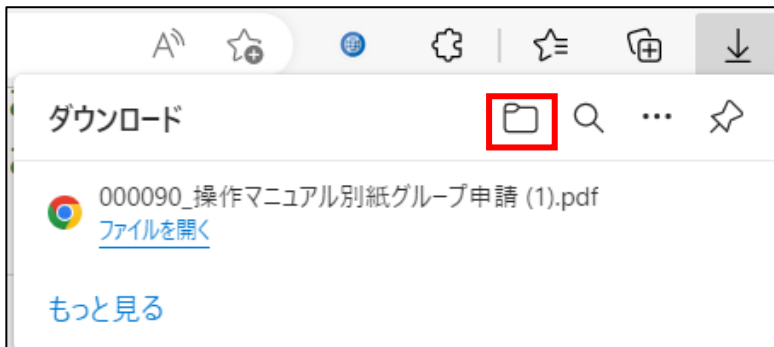 ダウンロード
000090_操作マニュアル別紙グループ申請 (1).pdf
ファイルを開く
もっと見る